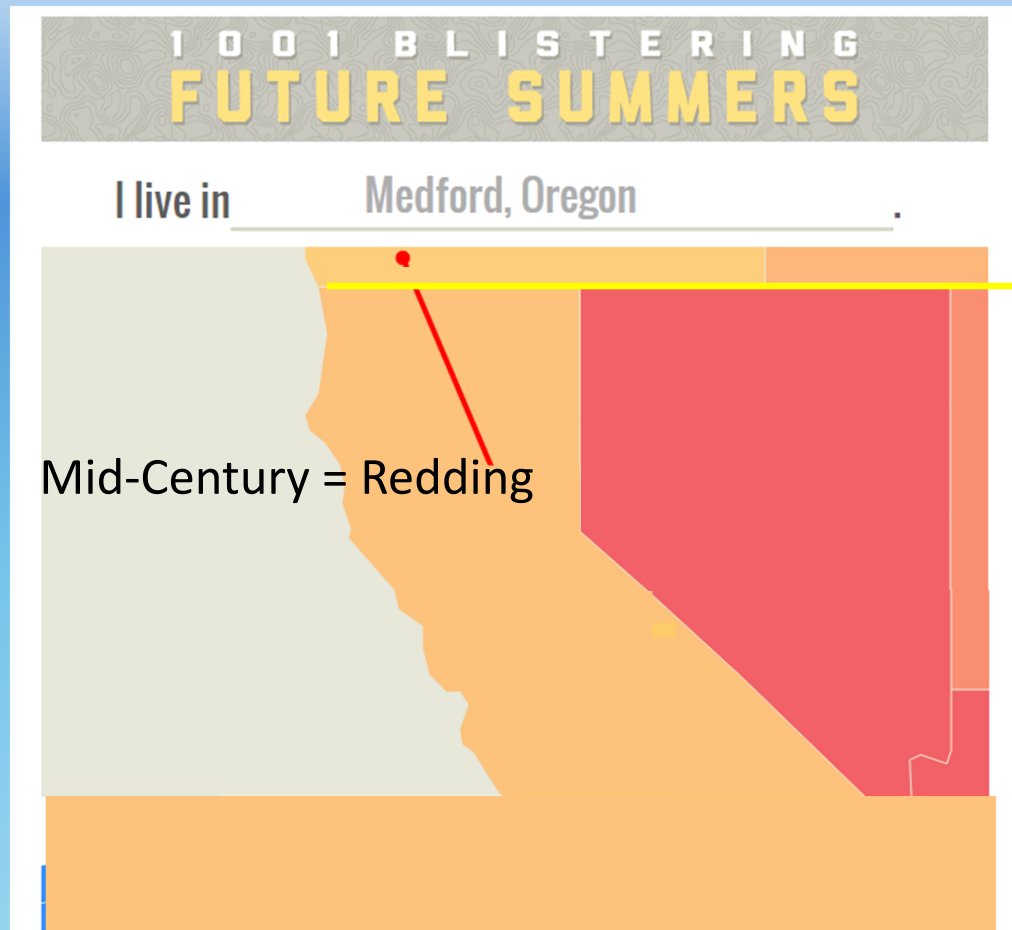 1001 BLISTERING
FUTURE SUMMERS
I live in Medford, Oregon.
Mid-Century = Redding